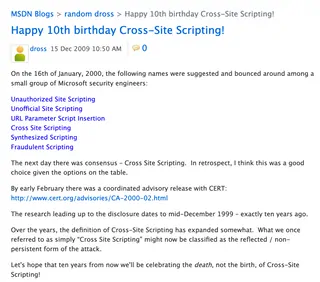 MSDN Blogs > random dross > Happy 10th birthday Cross-Site Scripting!
Happy 10th birthday Cross-Site Scripting!
dross 15 Dec 2009 10:50 AM 0
On the 16th of January, 2000, the following names were suggested and bounced around among a
small group of Microsoft security engineers:
Unauthorized Site Scripting
Unofficial Site Scripting
URL Parameter Script Insertion
Cross Site Scripting
Synthesized Scripting
Fraudulent Scripting
The next day there was consensus – Cross Site Scripting. In retrospect, I think this was a good
choice given the options on the table.
By early February there was a coordinated advisory release with CERT:
http://www.cert.org/advisories/CA-2000-02.html
The research leading up to the disclosure dates to mid-December 1999 – exactly ten years ago.
Over the years, the definition of Cross-Site Scripting has expanded somewhat. What we once
referred to as simply "Cross Site Scripting" might now be classified as the reflected / non-
persistent form of the attack.
Let's hope that ten years from now we'll be celebrating the death, not the birth, of Cross-Site
Scripting!